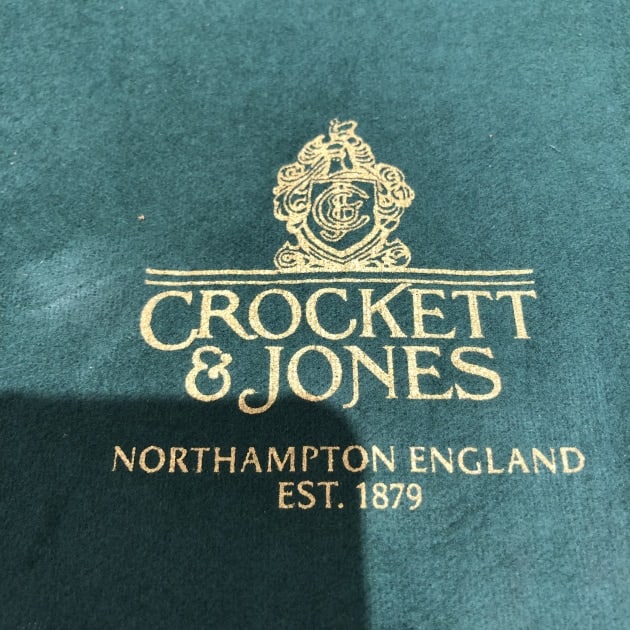 CROCKETT
& JONES
NORTHAMPTON ENGLAND
EST. 1879